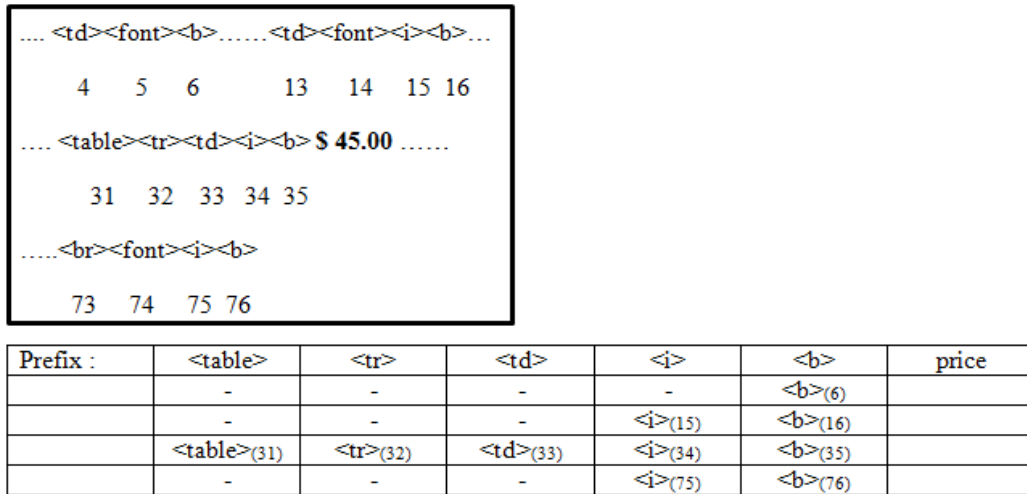 .... <td><font><b>......<td><font><i><b>...
4 5 6 13 14 15 16
.... <table><tr><td><i><b> $ 45.00 ......
31 32 33 34 35
.....<br><font><i><b>
73 74 75 76
Prefix : <table> <tr> <td> <i> <b> price
- - - - <b>(6)
- - - <i>(15) <b>(16)
<table>(31) <tr>(32) <td>(33) <i>(34) <b>(35)
- - - <i>(75) <b>(76)